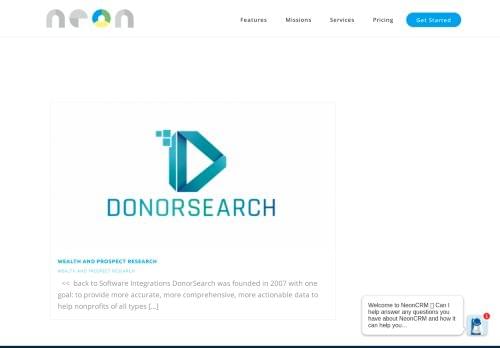 neon
Features
Missions
Services
Pricing
Get Started
DONORSEARCH
WEALTH AND PROSPECT RESEARCH
WEALTH AND PROSPECT RESEARCH
<< back to Software Integrations DonorSearch was founded in 2007 with one
goal: to provide more accurate, more comprehensive, more actionable data to
help nonprofits of all types [...]
Welcome to NeonCRM 👋 Can I
help answer any questions you
have about NeonCRM and how it
can help you...
1